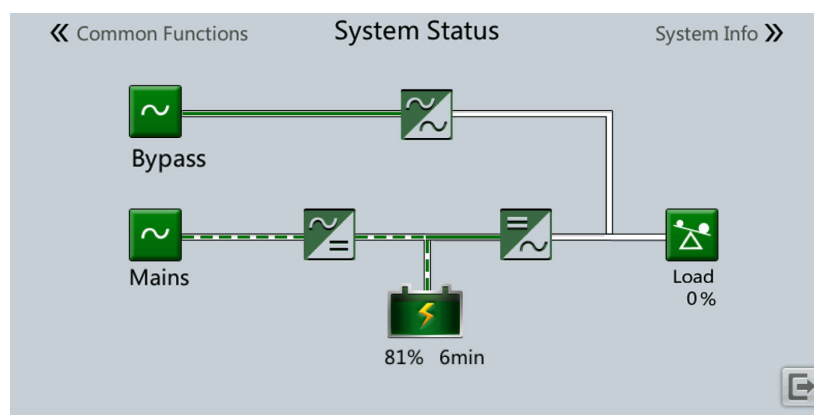 « Common Functions System Status System Info »
Bypass
Mains
Load
0%
81% 6min